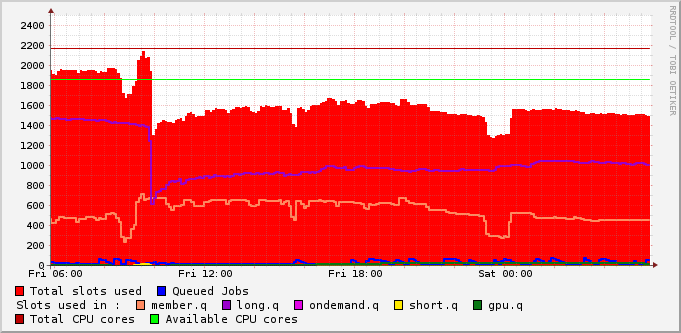 2400
2200
2000
1800
1600
1400
1200
1000
800
600
400
200
0
Fri 06:00 Fri 12:00 Fri 18:00 Sat 00:00
RRDTOOL / TOBI OETIKER
Total slots used Queued Jobs
Slots used in : member.q long.q ondemand.q short.q gpu.q
Total CPU cores Available CPU cores